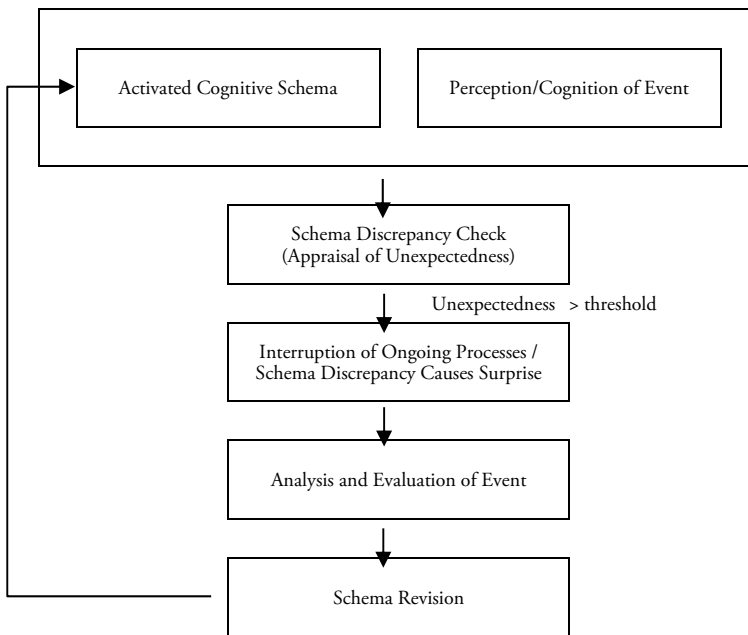 Activated Cognitive Schema
Perception/Cognition of Event
Schema Discrepancy Check
(Appraisal of Unexpectedness)
Unexpectedness > threshold
Interruption of Ongoing Processes /
Schema Discrepancy Causes Surprise
Analysis and Evaluation of Event
Schema Revision